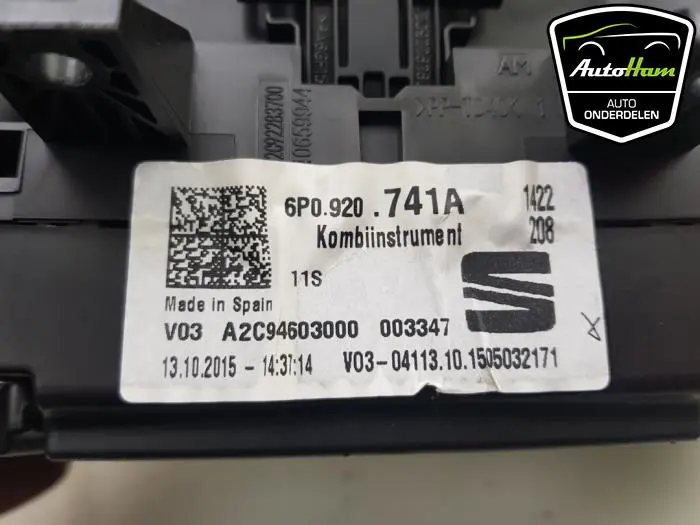 AUTOHAM
AUTO
ONDERDELEN
AM
6P0.920 .741A
1422
208
Kombiinstrument
11S
Made in Spain
V03 A2C94603000 003347
13.10.2015 - 14:37:14 V03-04113.10.1505032171